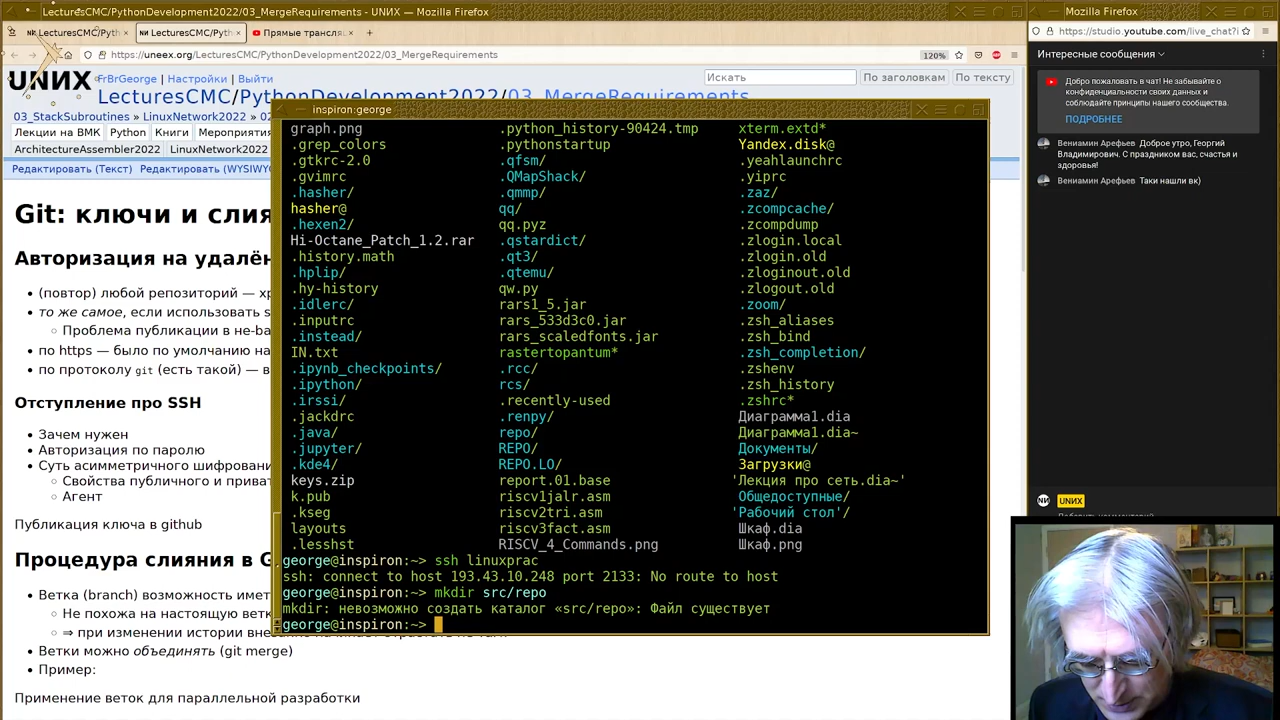 LecturesCMC/PythonDevelopment2022/03_MergeRequirements - UNИX — Mozilla Firefox
LecturesCMC/Pyth
LecturesCMC/Pyth
Прямые трансляц
https://uneex.org/LecturesCMC/PythonDevelopment2022/03_MergeRequirements
120%
UNИX
FrBrGeorge
Настройки
Выйти
Искать
По заголовкам
По тексту
LecturesCMC/PythonDevelopment2022/03_MergeRequirements
03_StackSubroutines » LinuxNetwork2022 » 02
Лекции на ВМК
Python
Книги
Мероприятия
ArchitectureAssembler2022
LinuxNetwork2022
Редактировать (Текст)
Редактировать (WYSIWYG
Git: ключи и слия
Авторизация на удалён
(повтор) любой репозиторий — хр
то же самое, если использовать s
Проблема публикации в не-ba
по https — было по умолчанию на
по протоколу git (есть такой) — в
Отступление про SSH
Зачем нужен
Авторизация по паролю
Суть асимметричного шифрован
Свойства публичного и прива
Агент
Публикация ключа в github
Процедура слияния в G
Ветка (branch) возможность имет
Не похожа на настоящую ветк
⇒ при изменении истории
Ветки можно объединять (git merge)
Пример:
Применение веток для параллельной разработки
inspiron:george
graph.png .python_history-90424.tmp xterm.extd*
.grep_colors .pythonstartup Yandex.disk@
.gtkrc-2.0 .qfsm/ .yeahlaunchrc
.gvimrc .QMapShack/ .yiprc
.hasher/ .qmmp/ .zaz/
hasher@ qq/ .zcompcache/
.hexen2/ qq.pyz .zcompdump
Hi-Octane_Patch_1.2.rar .qstardict/ .zlogin.local
.history.math .qt3/ .zlogin.old
.hplip/ .qtemu/ .zloginout.old
.hy-history qw.py .zlogout.old
.idlerc/ rars1_5.jar .zoom/
.inputrc rars_533d3c0.jar .zsh_aliases
.instead/ rars_scaledfonts.jar .zsh_bind
IN.txt rastertopantum* .zsh_completion/
.ipynb_checkpoints/ .rcc/ .zshenv
.ipython/ rcs/ .zsh_history
.irssi/ .recently-used .zshrc*
.jackdrc .renpy/ Диаграмма1.dia
.java/ repo/ Диаграмма1.dia~
.jupyter/ REPO/ Документы/
.kde4/ REPO.LO/ Загрузки@
keys.zip report.01.base 'Лекция про сеть.dia~'
k.pub riscv1jalr.asm Общедоступные/
.kseg riscv2tri.asm 'Рабочий стол'/
layouts riscv3fact.asm Шкаф.dia
.lesshst RISCV_4_Commands.png Шкаф.png
george@inspiron:~> ssh linuxprac
ssh: connect to host 193.43.10.248 port 2133: No route to host
george@inspiron:~> mkdir src/repo
mkdir: невозможно создать каталог «src/repo»: Файл существует
george@inspiron:~>
Mozilla Firefox
https://studio.youtube.com/live_chat?i
Интересные сообщения
Добро пожаловать в чат! Не забывайте о
конфиденциальности своих данных и
соблюдайте принципы нашего сообщества.
ПОДРОБНЕЕ
Вениамин Арефьев Доброе утро, Георгий
Владимирович. С праздником вас, счастья и
здоровья!
Вениамин Арефьев Таки нашли вк)
UNИX